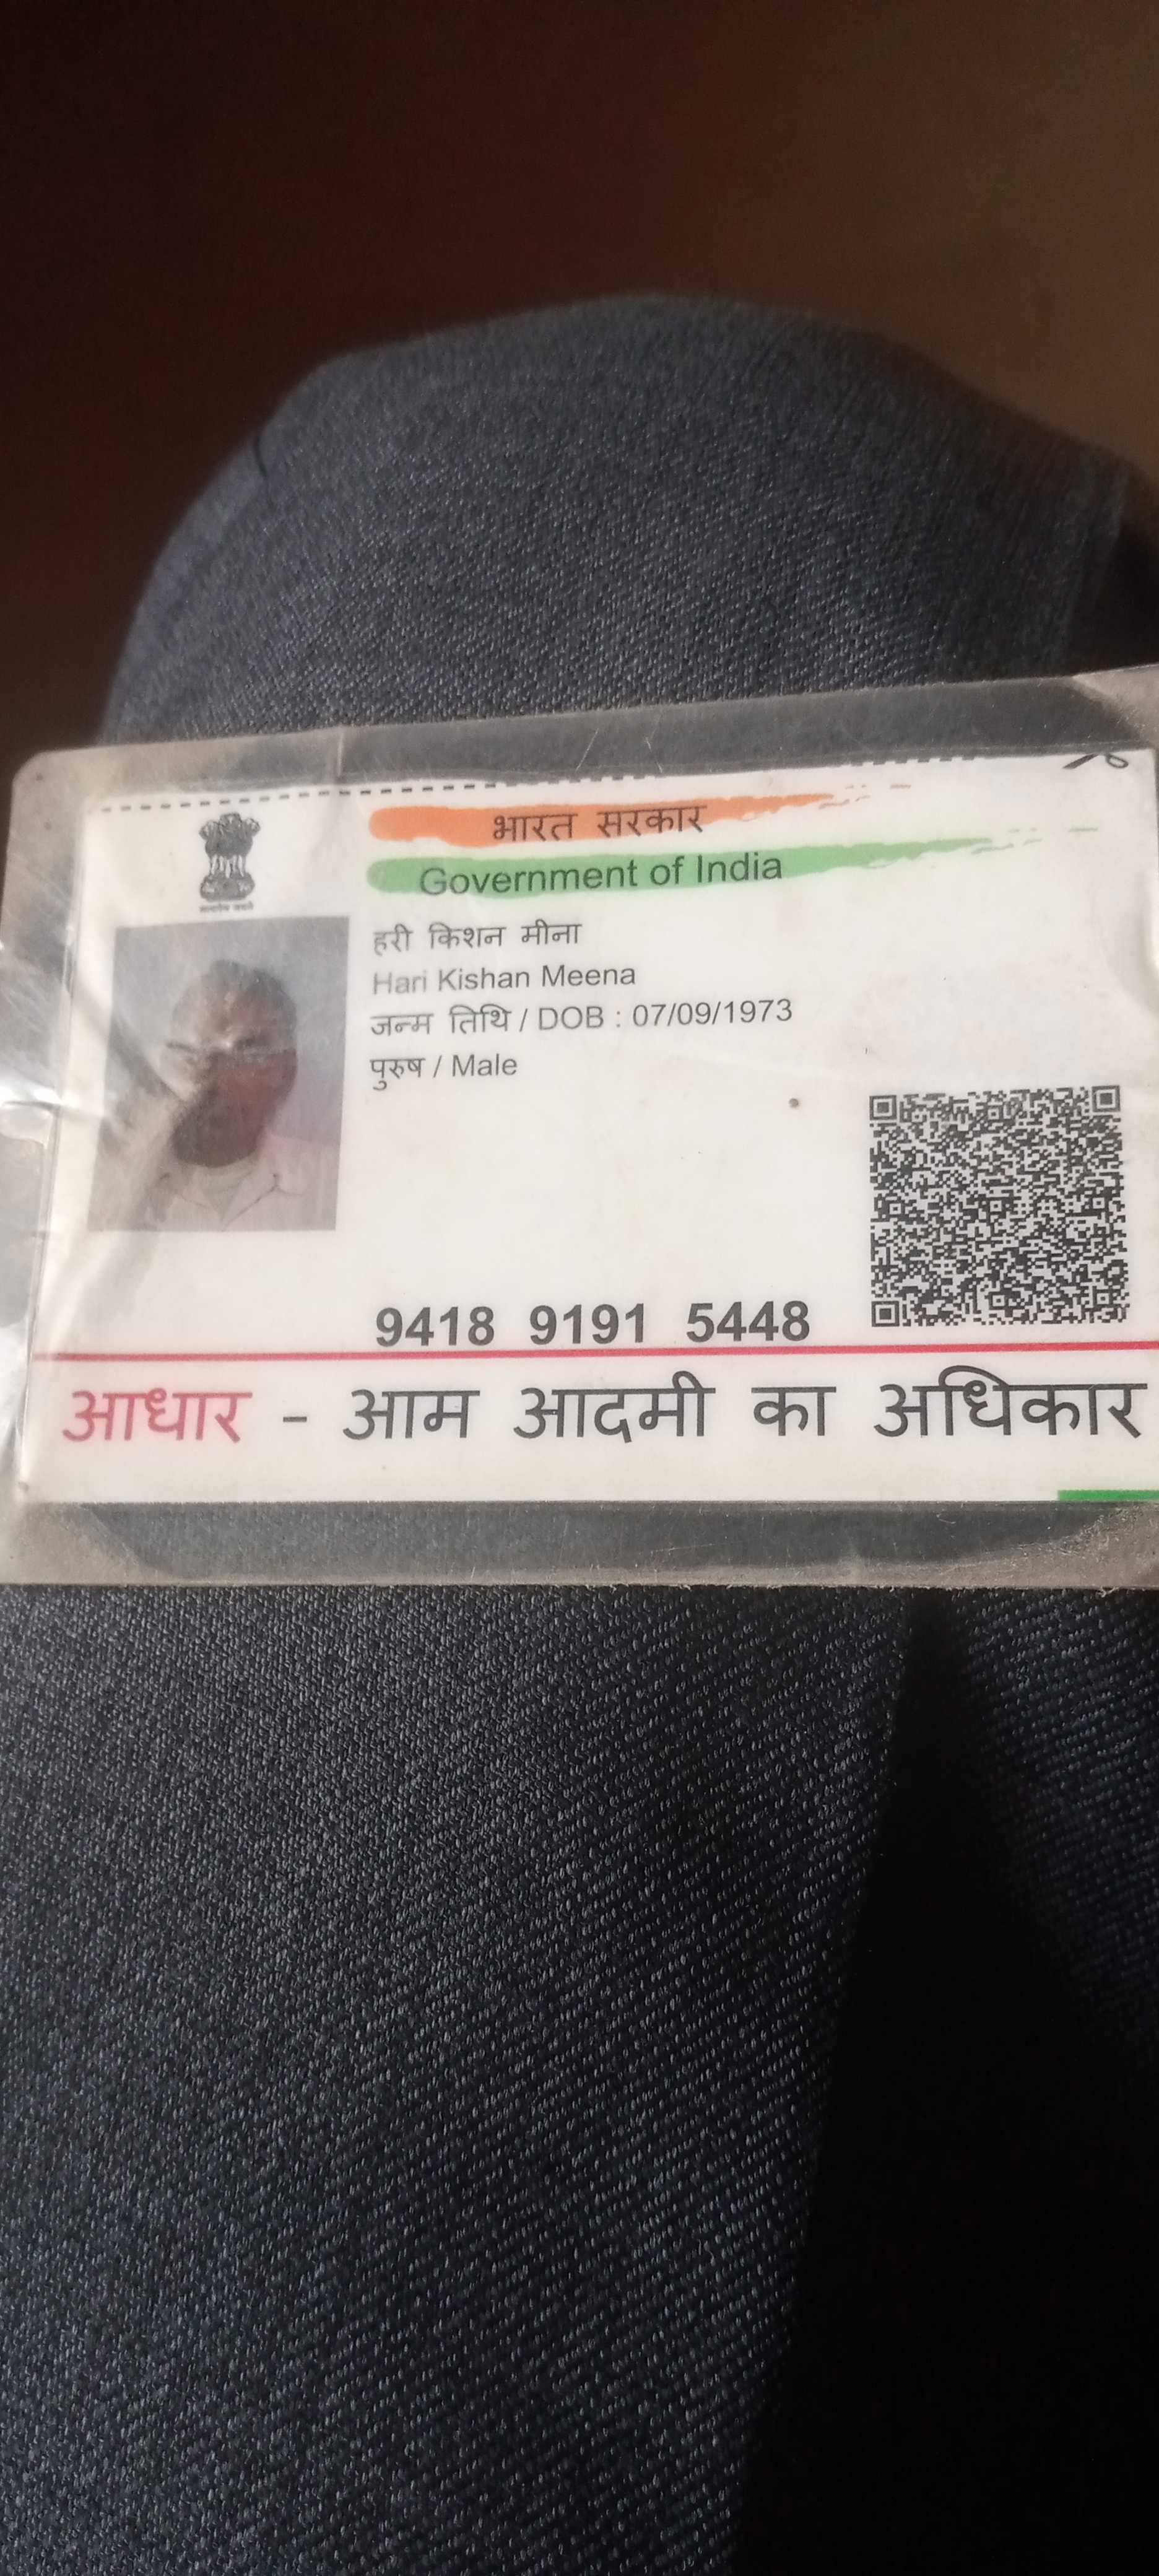 भारत सरकार
Government of India
हरी किशन मीना
Hari Kishan Meena
जन्म तिथि / DOB : 07/09/1973
पुरुष / Male
9418 9191 5448
आधार - आम आदमी का अधिकार